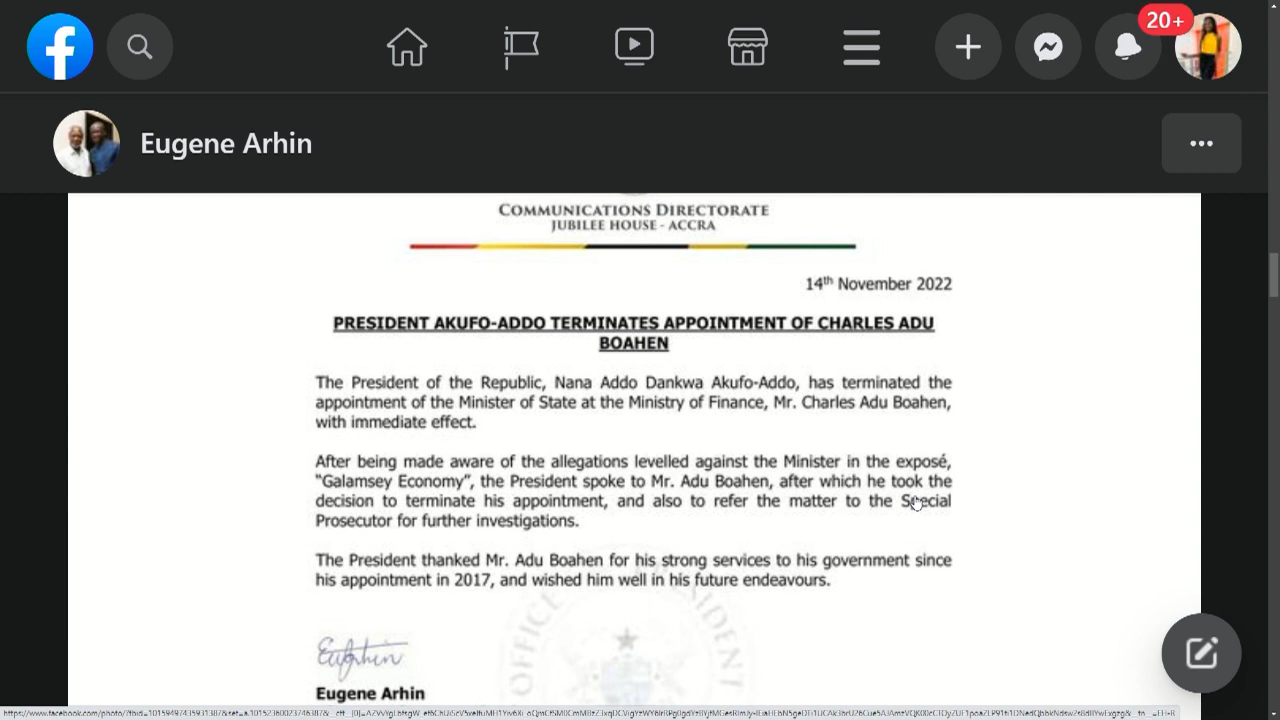 20+
Eugene Arhin
COMMUNICATIONS DIRECTORATE
JUBILEE HOUSE - ACCRA
14th November 2022
PRESIDENT AKUFO-ADDO TERMINATES APPOINTMENT OF CHARLES ADU
BOAHEN
The President of the Republic, Nana Addo Dankwa Akufo-Addo, has terminated the
appointment of the Minister of State at the Ministry of Finance, Mr. Charles Adu Boahen,
with immediate effect.
After being made aware of the allegations levelled against the Minister in the exposé,
"Galamsey Economy", the President spoke to Mr. Adu Boahen, after which he took the
decision to terminate his appointment, and also to refer the matter to the Special
Prosecutor for further investigations.
The President thanked Mr. Adu Boahen for his strong services to his government since
his appointment in 2017, and wished him well in his future endeavours.
OFFICE PRESIDENT
Eugene Arhin